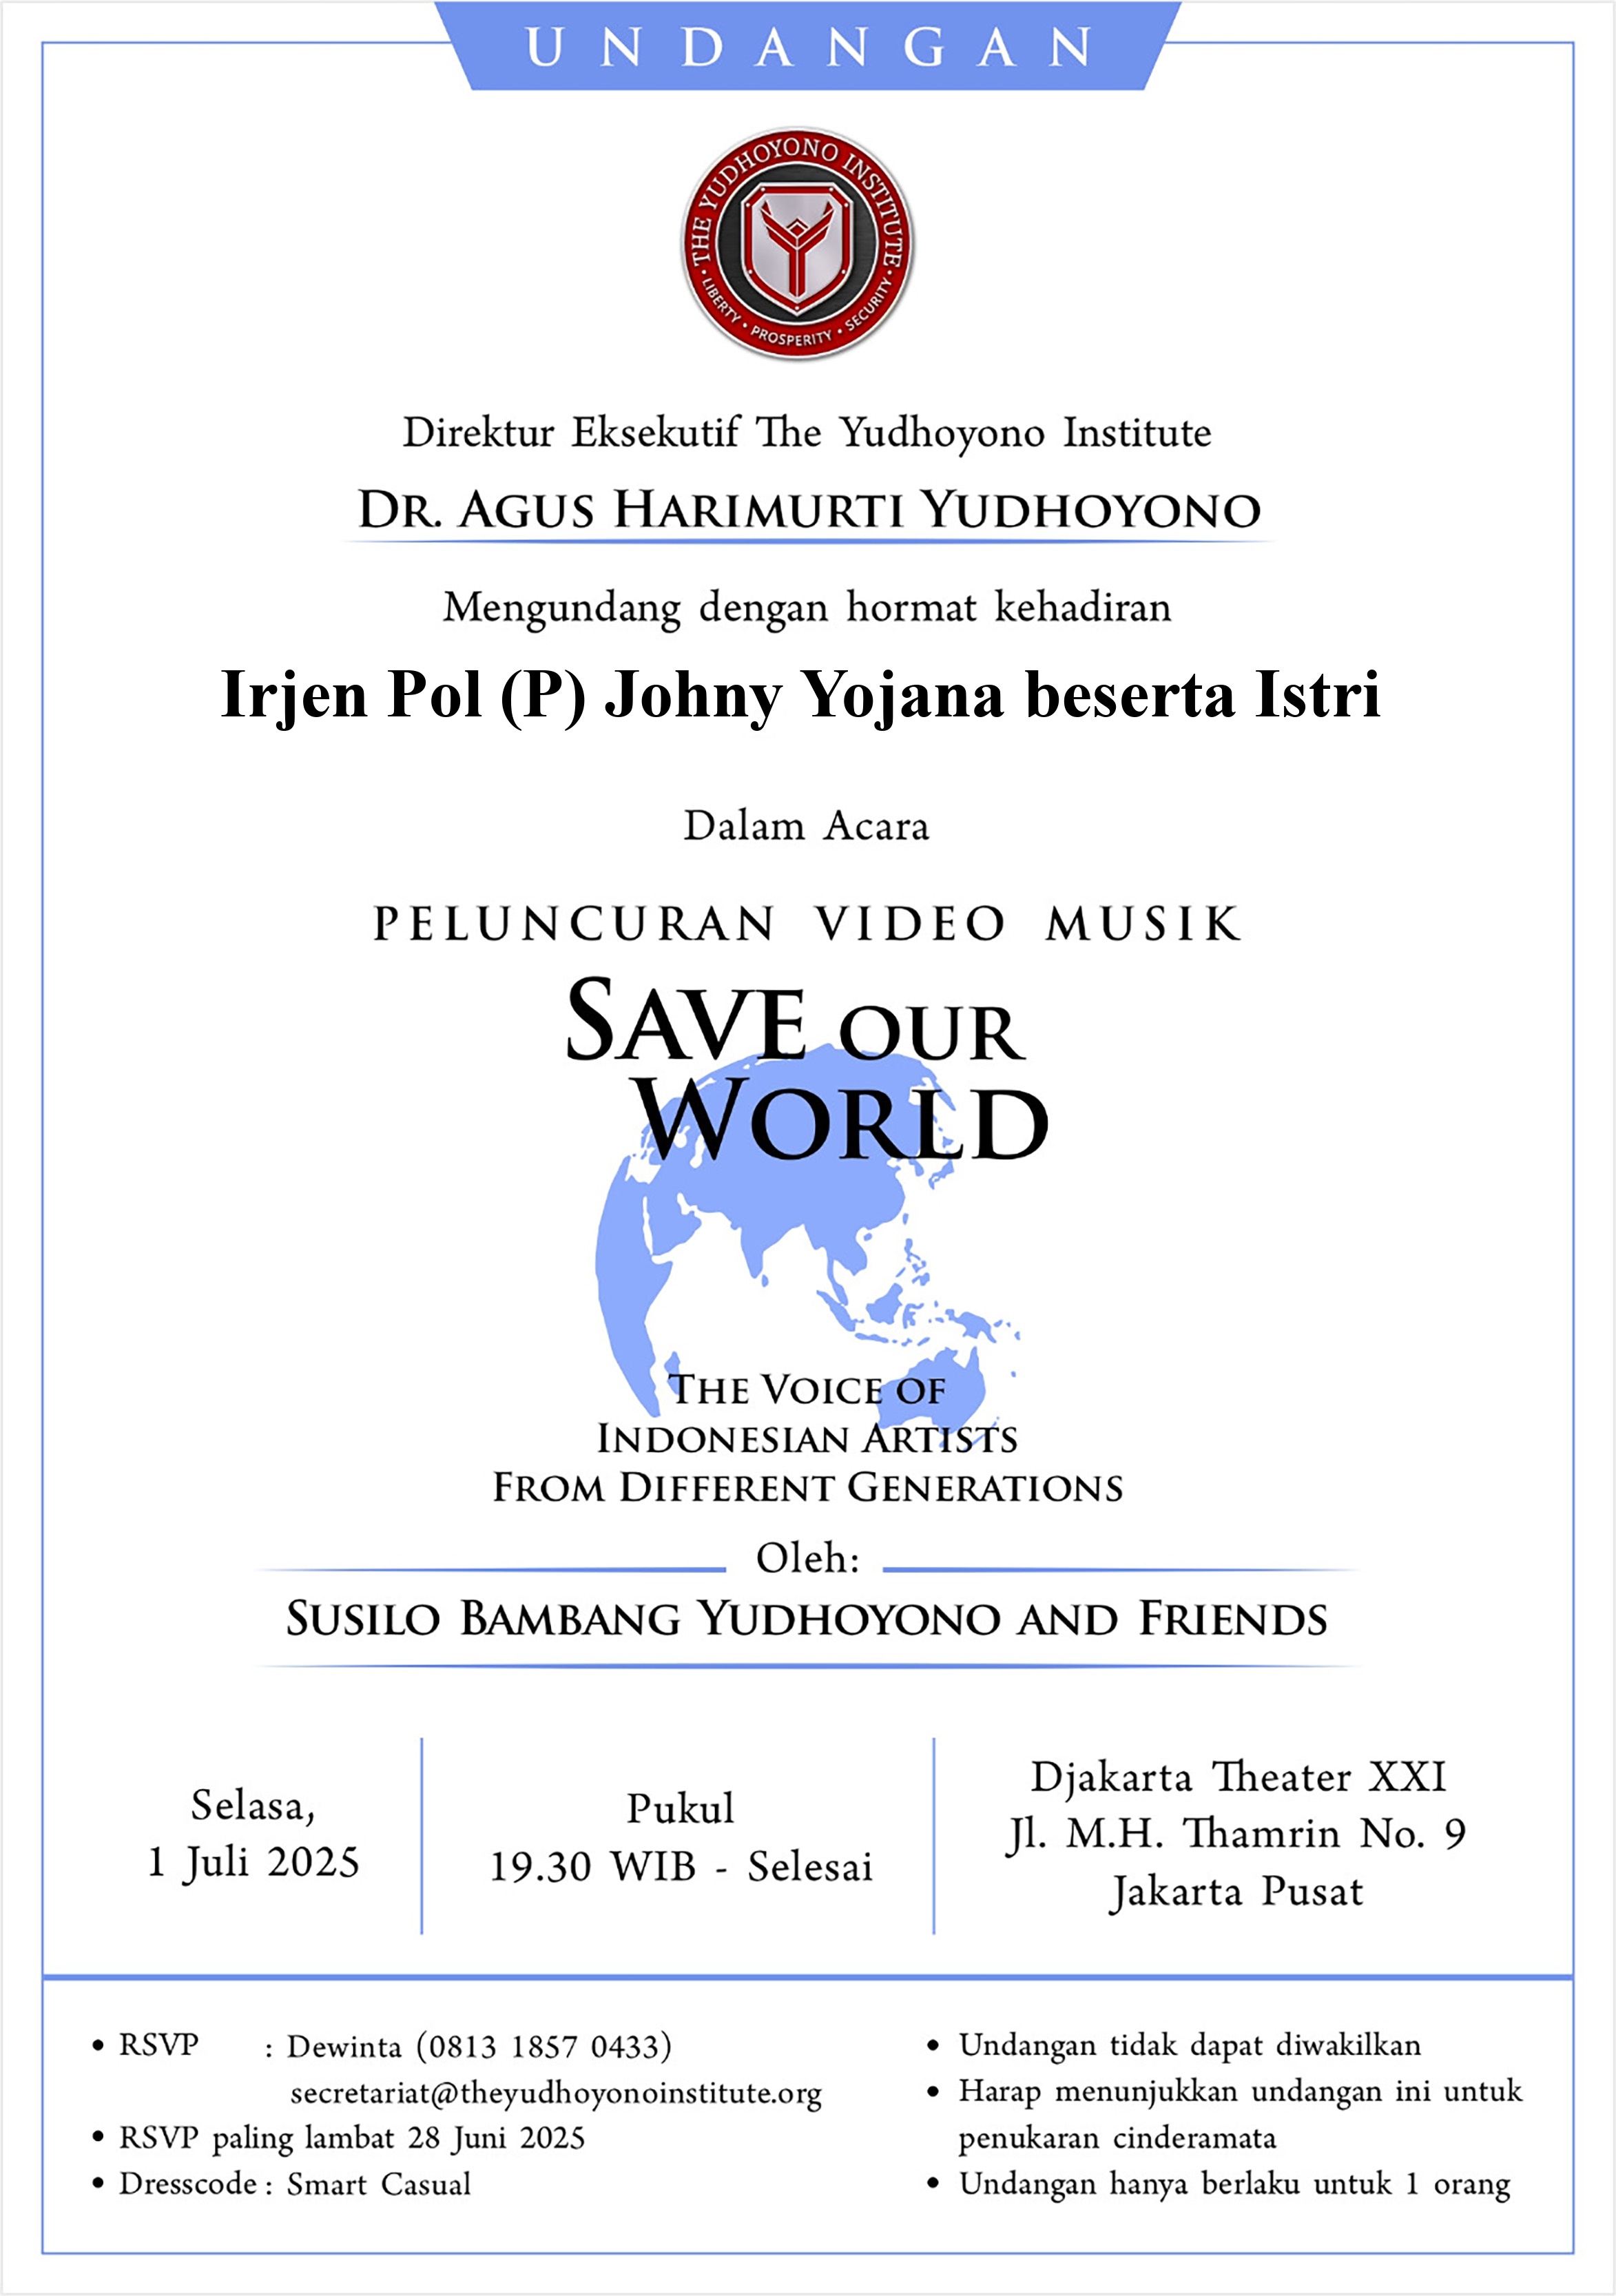 UNDANGAN
THE YUDHOYONO INSTITUTE
LIBERTY • PROSPERITY • SECURITY
Direktur Eksekutif The Yudhoyono Institute
DR. AGUS HARIMURTI YUDHOYONO
Mengundang dengan hormat kehadiran
Irjen Pol (P) Johny Yojana beserta Istri
Dalam Acara
PELUNCURAN VIDEO MUSIK
SAVE OUR
WORLD
THE VOICE OF
INDONESIAN ARTISTS
FROM DIFFERENT GENERATIONS
Oleh:
SUSILO BAMBANG YUDHOYONO AND FRIENDS
Selasa,
1 Juli 2025
Pukul
19.30 WIB - Selesai
Djakarta Theater XXI
Jl. M.H. Thamrin No. 9
Jakarta Pusat
• RSVP : Dewinta (0813 1857 0433)
secretariat@theyudhoyonoinstitute.org
• RSVP paling lambat 28 Juni 2025
• Dresscode : Smart Casual
• Undangan tidak dapat diwakilkan
• Harap menunjukkan undangan ini untuk
penukaran cinderamata
• Undangan hanya berlaku untuk 1 orang